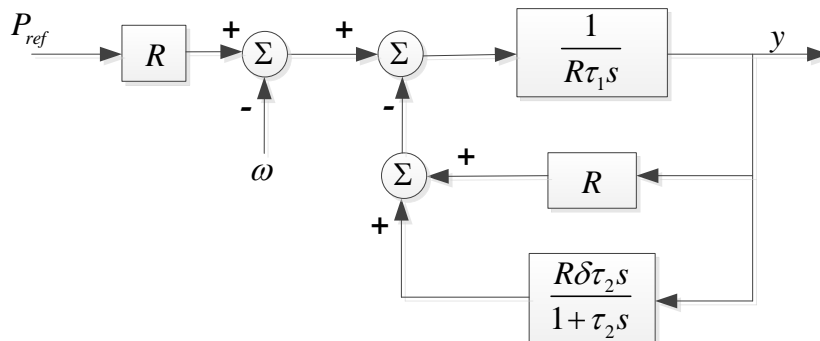 P_ref
R
+
Σ
-
ω
+
Σ
-
1
Rτ₁s
y
Σ
+
R
+
Rδτ₂s
1+τ₂s